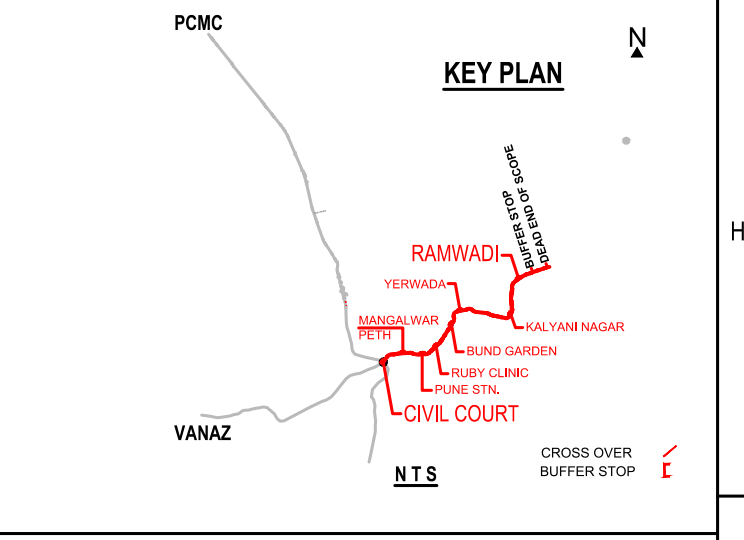 PCMC
N
KEY PLAN
BUFFER STOP
DEAD END OF SCOPE
H
RAMWADI
YERWADA
MANGALWAR
PETH
KALYANI NAGAR
BUND GARDEN
RUBY CLINIC
PUNE STN.
CIVIL COURT
VANAZ
CROSS OVER
BUFFER STOP
N T S